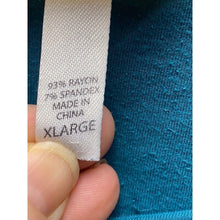 93% RAYON
7% SPANDEX
MADE IN
CHINA
XLARGE